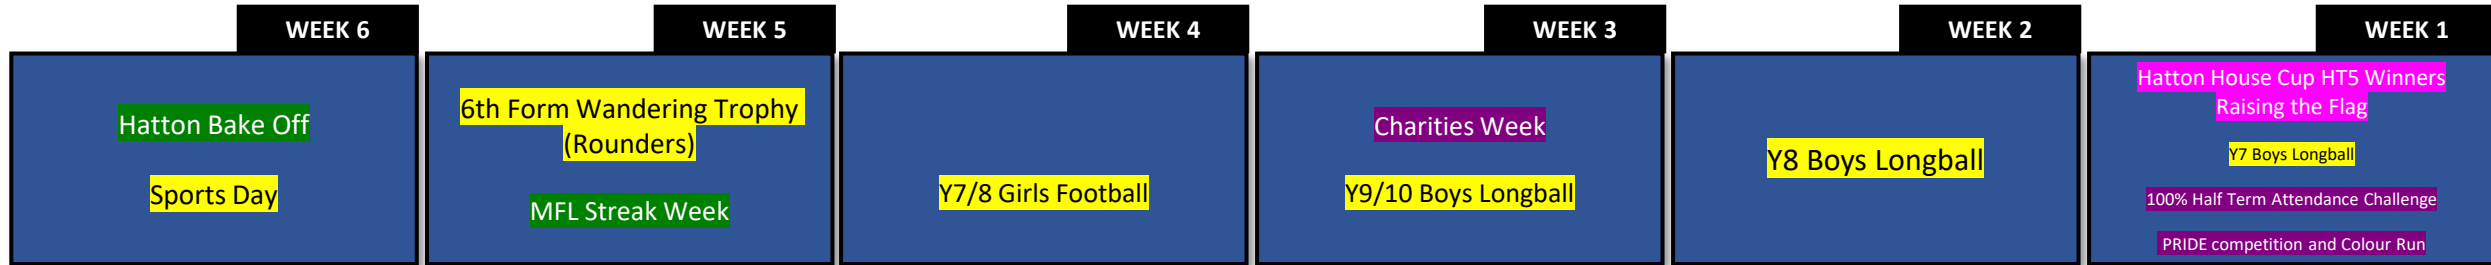 WEEK 6
Hatton Bake Off
Sports Day
WEEK 5
6th Form Wandering Trophy
(Rounders)
MFL Streak Week
WEEK 4
Y7/8 Girls Football
WEEK 3
Charities Week
Y9/10 Boys Longball
WEEK 2
Y8 Boys Longball
WEEK 1
Hatton House Cup HT5 Winners
Raising the Flag
Y7 Boys Longball
100% Half Term Attendance Challenge
PRIDE competition and Colour Run